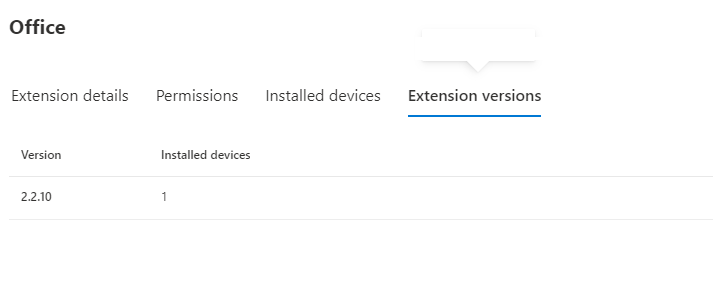 Office
Extension details Permissions Installed devices Extension versions
Version Installed devices
2.2.10 1